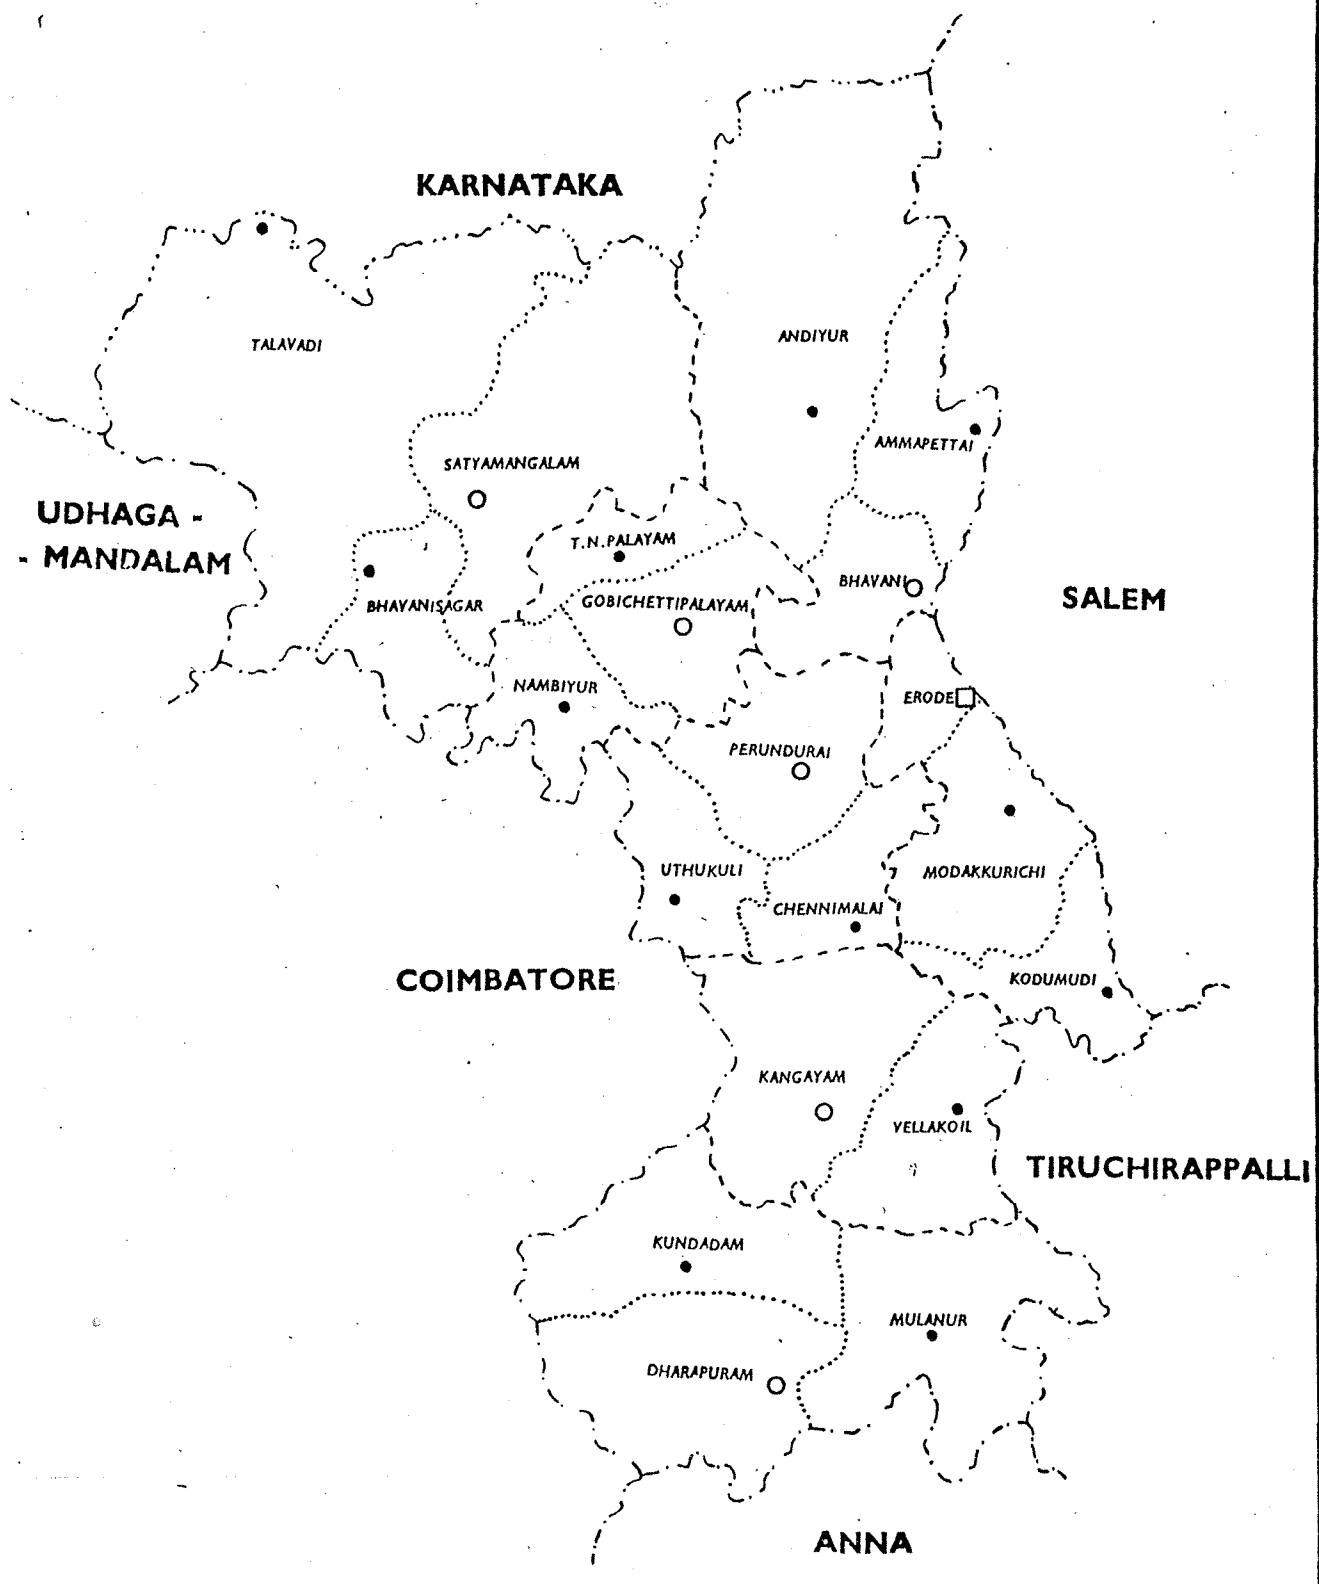 KARNATAKA
TALAVADI
ANDIYUR
AMMAPETTAI
SATYAMANGALAM
UDHAGA -
- MANDALAM
T.N.PALAYAM
BHAVANI
BHAVANISAGAR
GOBICHETTIPALAYAM
SALEM
NAMBIYUR
ERODE
PERUNDURAI
UTHUKULI
MODAKKURICHI
CHENNIMALAI
COIMBATORE
KODUMUDI
KANGAYAM
VELLAKOIL
TIRUCHIRAPPALLI
KUNDADAM
MULANUR
DHARAPURAM
ANNA